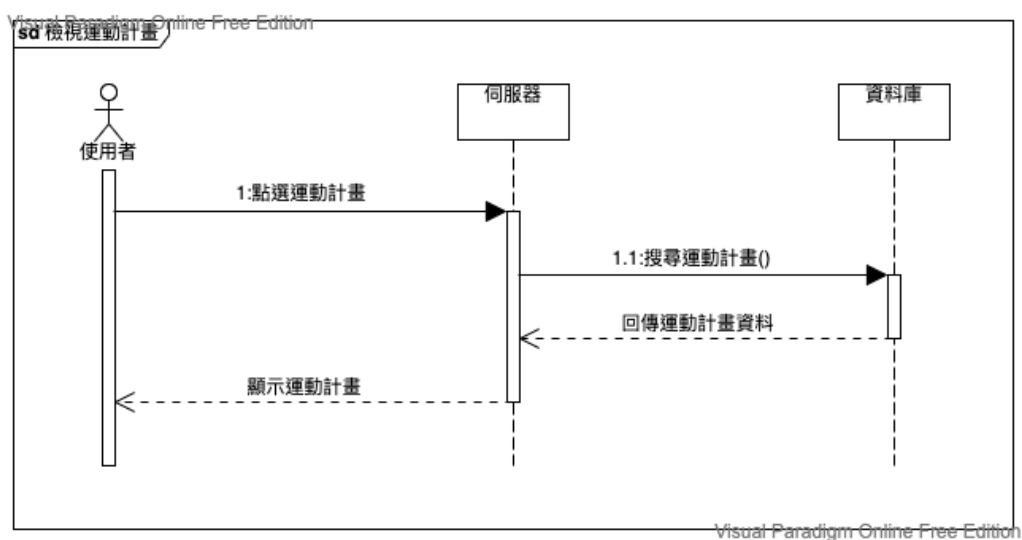 Visual Paradigm Online Free Edition
sd 檢視運動計畫
伺服器
資料庫
使用者
1:點選運動計畫
1.1:搜尋運動計畫()
回傳運動計畫資料
顯示運動計畫
Visual Paradigm Online Free Edition